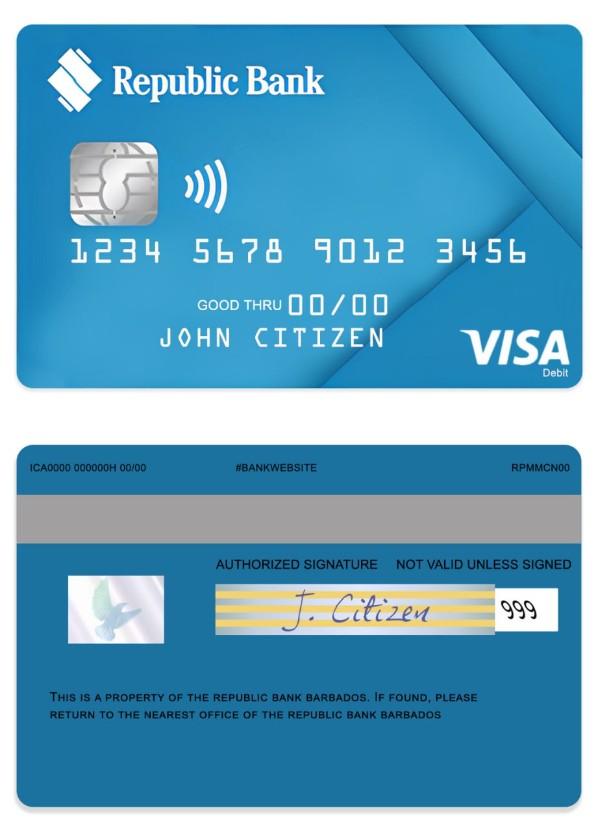 Republic Bank
1234 5678 9012 3456
GOOD THRU 00/00
JOHN CITIZEN
VISA
Debit
ICA0000 000000H 00/00 #BANKWEBSITE RPMMCN00
AUTHORIZED SIGNATURE NOT VALID UNLESS SIGNED
J. Citizen 999
THIS IS A PROPERTY OF THE REPUBLIC BANK BARBADOS. IF FOUND, PLEASE
RETURN TO THE NEAREST OFFICE OF THE REPUBLIC BANK BARBADOS